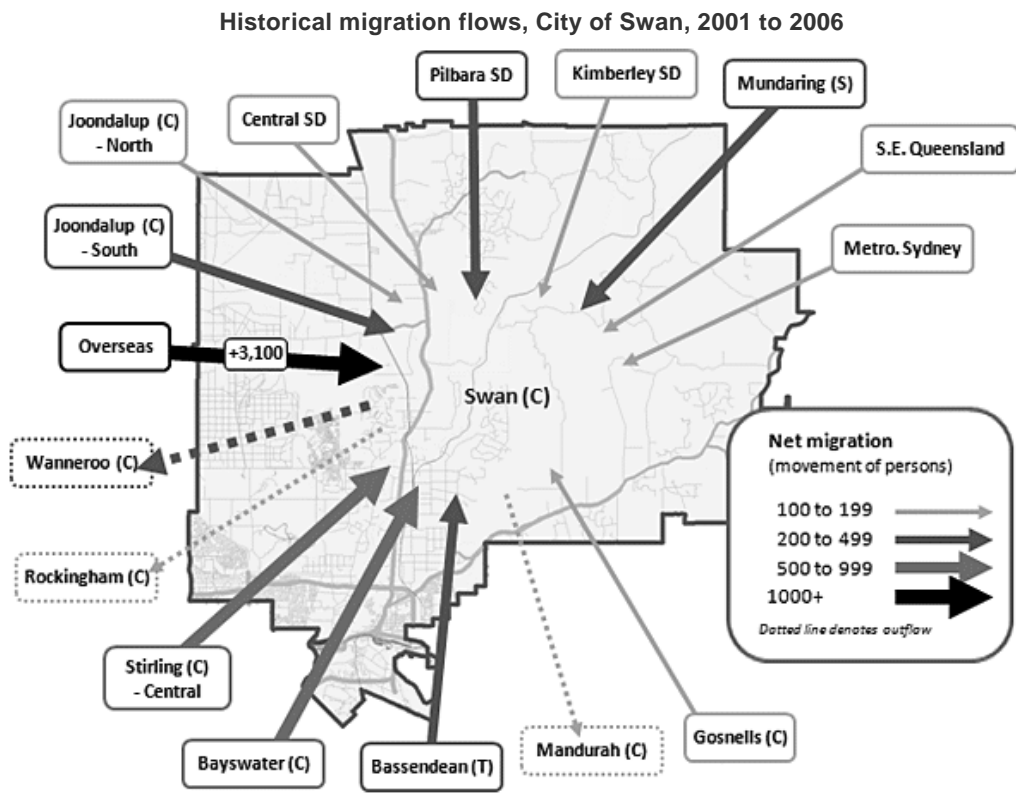 Historical migration flows, City of Swan, 2001 to 2006
Pilbara SD
Kimberley SD
Mundaring (S)
Joondalup (C)
- North
Central SD
S.E. Queensland
Joondalup (C)
- South
Metro. Sydney
Overseas
+3,100
Swan (C)
Wanneroo (C)
Rockingham (C)
Stirling (C)
- Central
Bayswater (C)
Bassendean (T)
Mandurah (C)
Gosnells (C)
Net migration
(movement of persons)
100 to 199
200 to 499
500 to 999
1000+
Dotted line denotes outflow